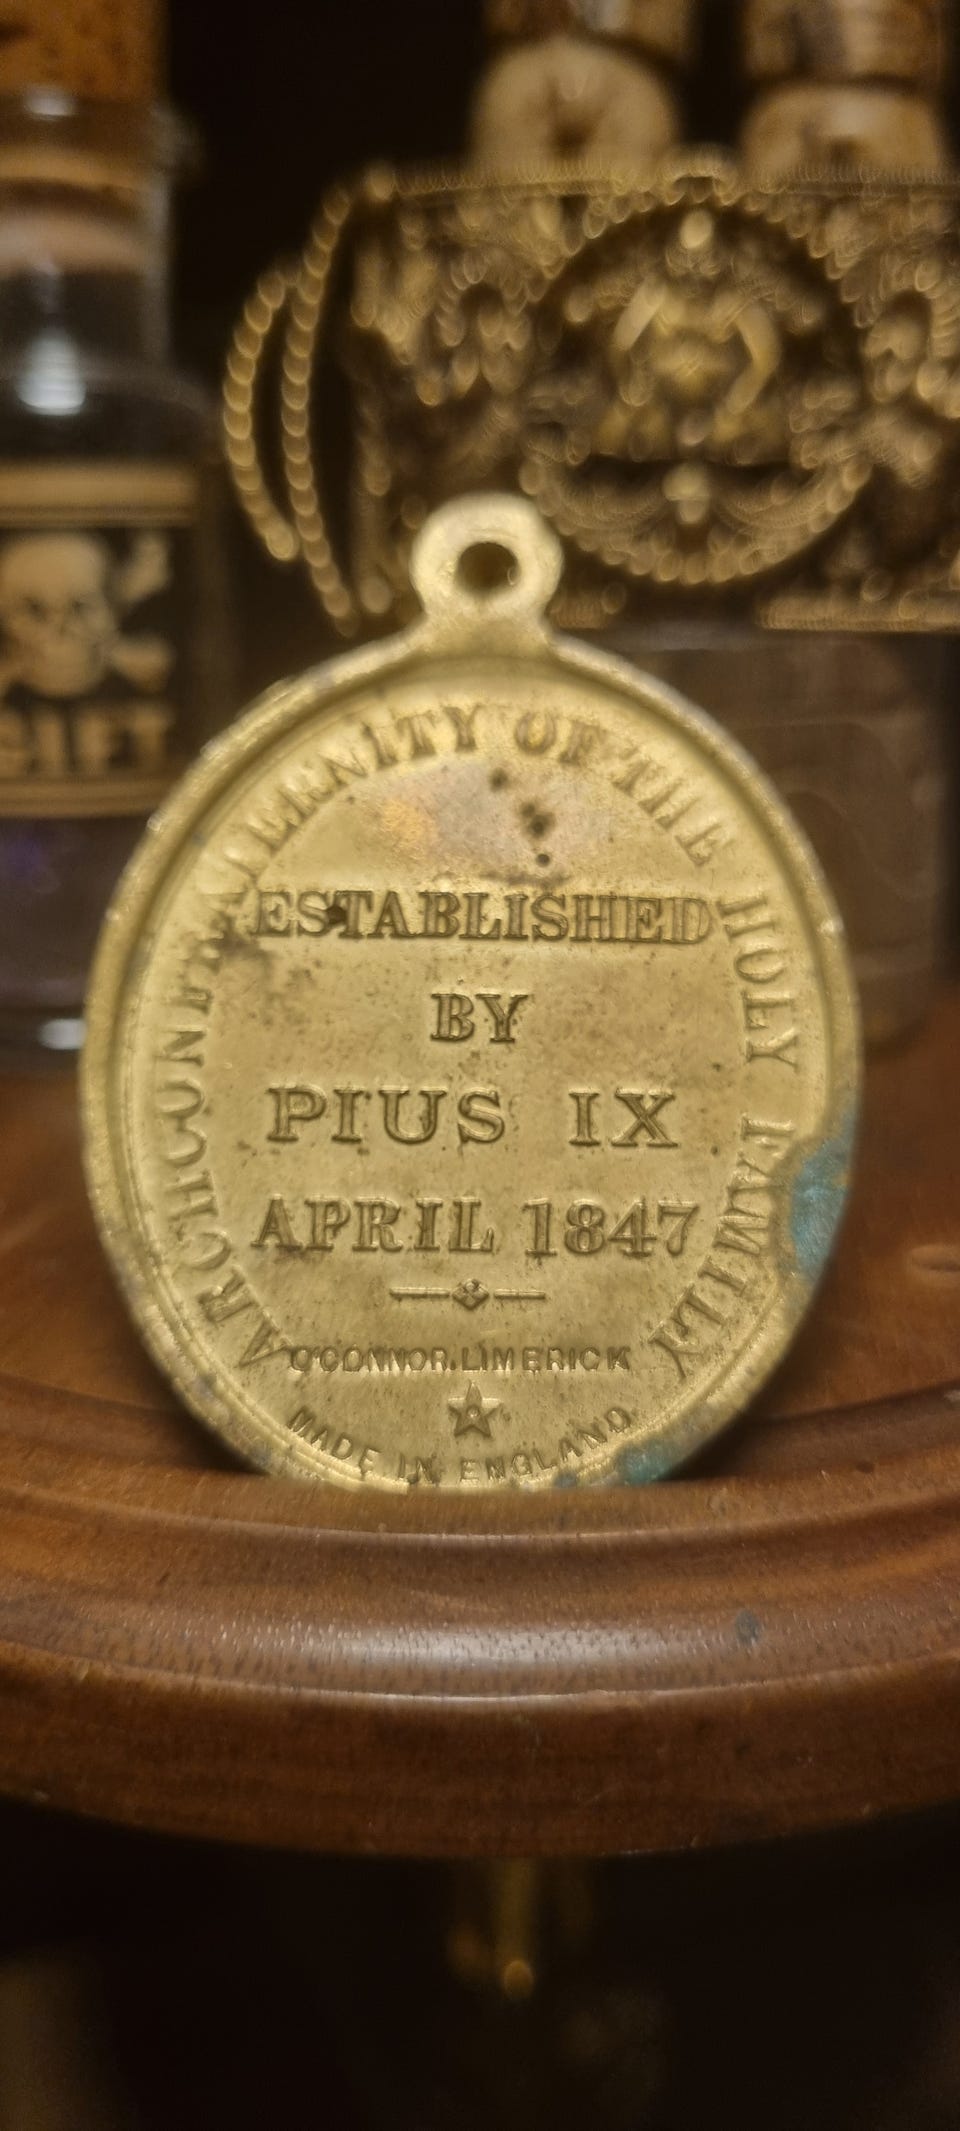 ARCHCONFRATERNITY OF THE HOLY FAMILY
ESTABLISHED
BY
PIUS IX
APRIL 1847
O'CONNOR.LIMERICK
MADE IN ENGLAND
GIFT